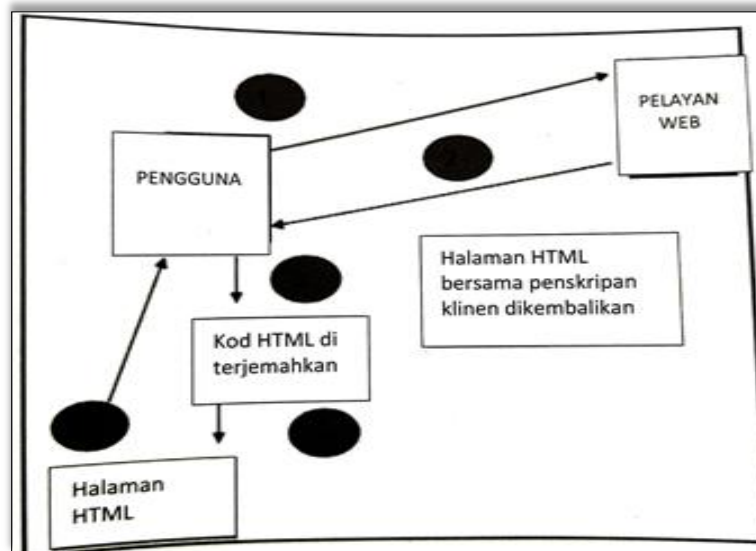 PELAYAN
WEB
PENGGUNA
Halaman HTML
bersama penskripan
klinen dikembalikan
Kod HTML di
terjemahkan
Halaman
HTML